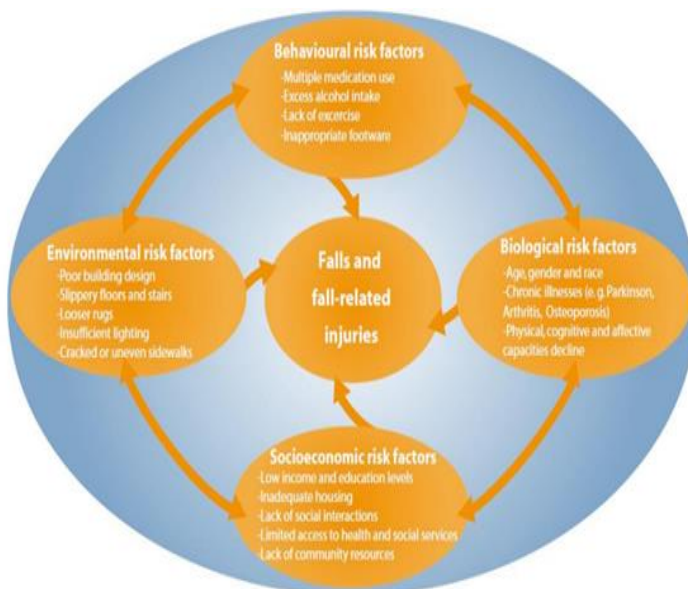 Behavioural risk factors
-Multiple medication use
-Excess alcohol intake
-Lack of excercise
-Inappropriate footware
Environmental risk factors
-Poor building design
-Slippery floors and stairs
-Looser rugs
-Insufficient lighting
-Cracked or uneven sidewalks
Falls and
fall-related
injuries
Biological risk factors
-Age, gender and race
-Chronic illnesses (e. g. Parkinson,
Arthritis, Osteoporosis)
-Physical, cognitive and affective
capacities decline
Socioeconomic risk factors
-Low income and education levels
-Inadequate housing
-Lack of social interactions
-Limited access to health and social services
-Lack of community resources